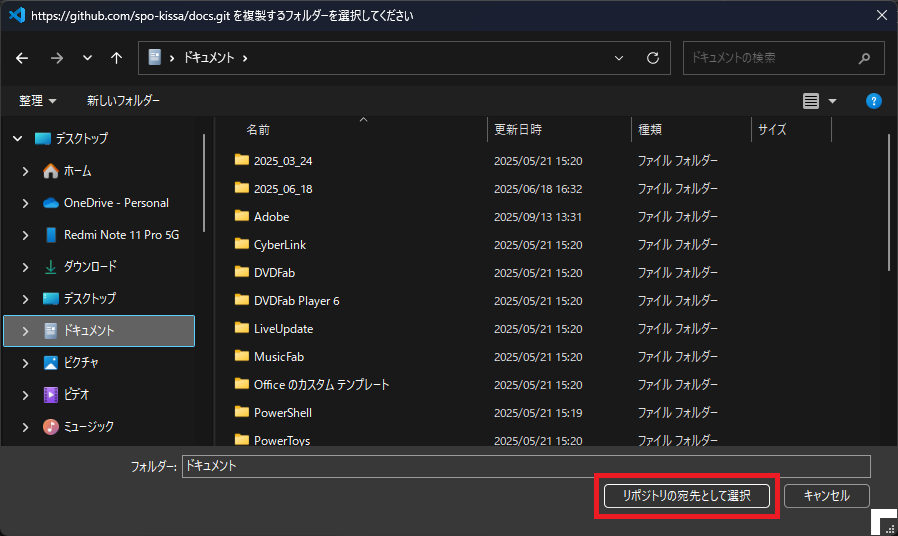 https://github.com/spo-kissa/docs.git を複製するフォルダーを選択してください
ドキュメント
ドキュメントの検索
整理
新しいフォルダー
デスクトップ
ホーム
OneDrive - Personal
Redmi Note 11 Pro 5G
ダウンロード
デスクトップ
ドキュメント
ピクチャ
ビデオ
ミュージック
名前 更新日時 種類 サイズ
2025_03_24 2025/05/21 15:20 ファイル フォルダー
2025_06_18 2025/06/18 16:32 ファイル フォルダー
Adobe 2025/09/13 13:31 ファイル フォルダー
CyberLink 2025/05/21 15:20 ファイル フォルダー
DVDFab 2025/05/21 15:20 ファイル フォルダー
DVDFab Player 6 2025/05/21 15:20 ファイル フォルダー
LiveUpdate 2025/05/21 15:20 ファイル フォルダー
MusicFab 2025/05/21 15:20 ファイル フォルダー
Office のカスタム テンプレート 2025/05/21 15:20 ファイル フォルダー
PowerShell 2025/05/21 15:19 ファイル フォルダー
PowerToys 2025/05/21 15:20 ファイル フォルダー
フォルダー: ドキュメント
リポジトリの宛先として選択
キャンセル